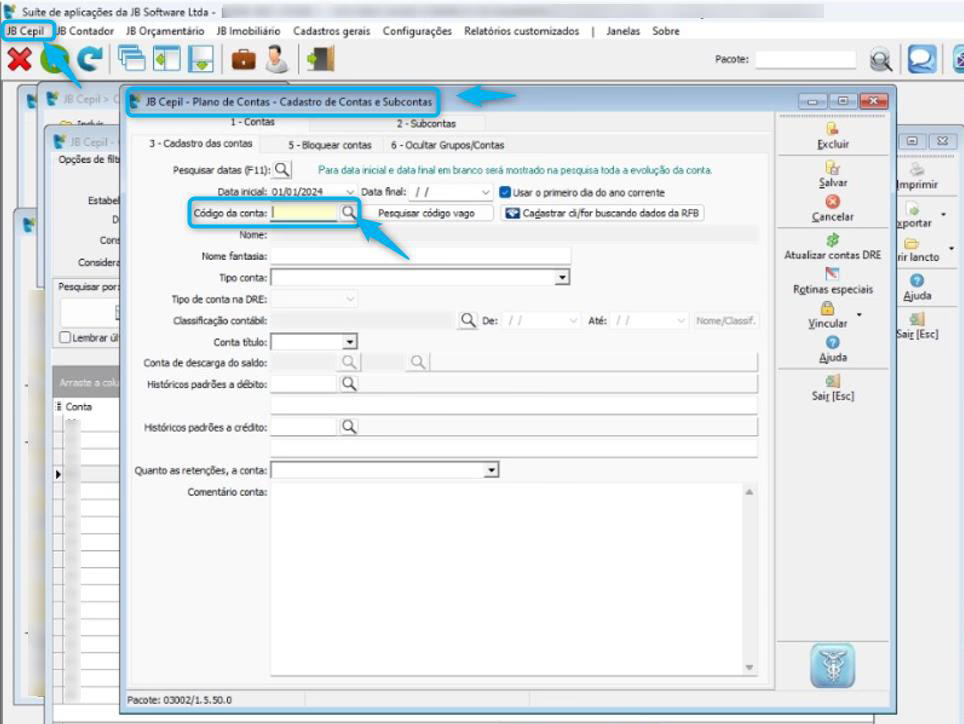 Suíte de aplicações da JB Software Ltda -
JB Cepil JB Contador JB Orçamentário JB Imobiliário Cadastros gerais Configurações Relatórios customizados | Janelas Sobre
Pacote:
JB Cepil > C
JB Cepil - Plano de Contas - Cadastro de Contas e Subcontas
Incluir
1 - Contas 2 - Subcontas
JB Cepil -
3 - Cadastro das contas 5 - Bloquear contas 6 - Ocultar Grupos/Contas
Excluir
Opções de filt
Pesquisar datas (F11): Para data inicial e data final em branco será mostrado na pesquisa toda a evolução da conta.
Salvar
Imprimir
Estabel
Data inicial: 01/01/2024 Data final: / / Usar o primeiro dia do ano corrente
Código da conta: Pesquisar código vago Cadastrar cli/for buscando dados da RFB
Cancelar
xportar
Cons
Nome:
Nome fantasia:
Atualizar contas DRE
rir lancto
Considera
Tipo conta:
Pesquisar por:
Tipo de conta na DRE:
Rotinas especiais
Ajuda
Classificação contábil: De: / / Até: / / Nome/Classif.
Vincular
Lembrar úl
Conta título:
Sair [Esc]
Conta de descarga do saldo:
Ajuda
Arraste a colu
Históricos padrões a débito:
Sair [Esc]
Conta
Históricos padrões a crédito:
Quanto as retenções, a conta:
Comentário conta:
Pacote: 03002/1.5.50.0